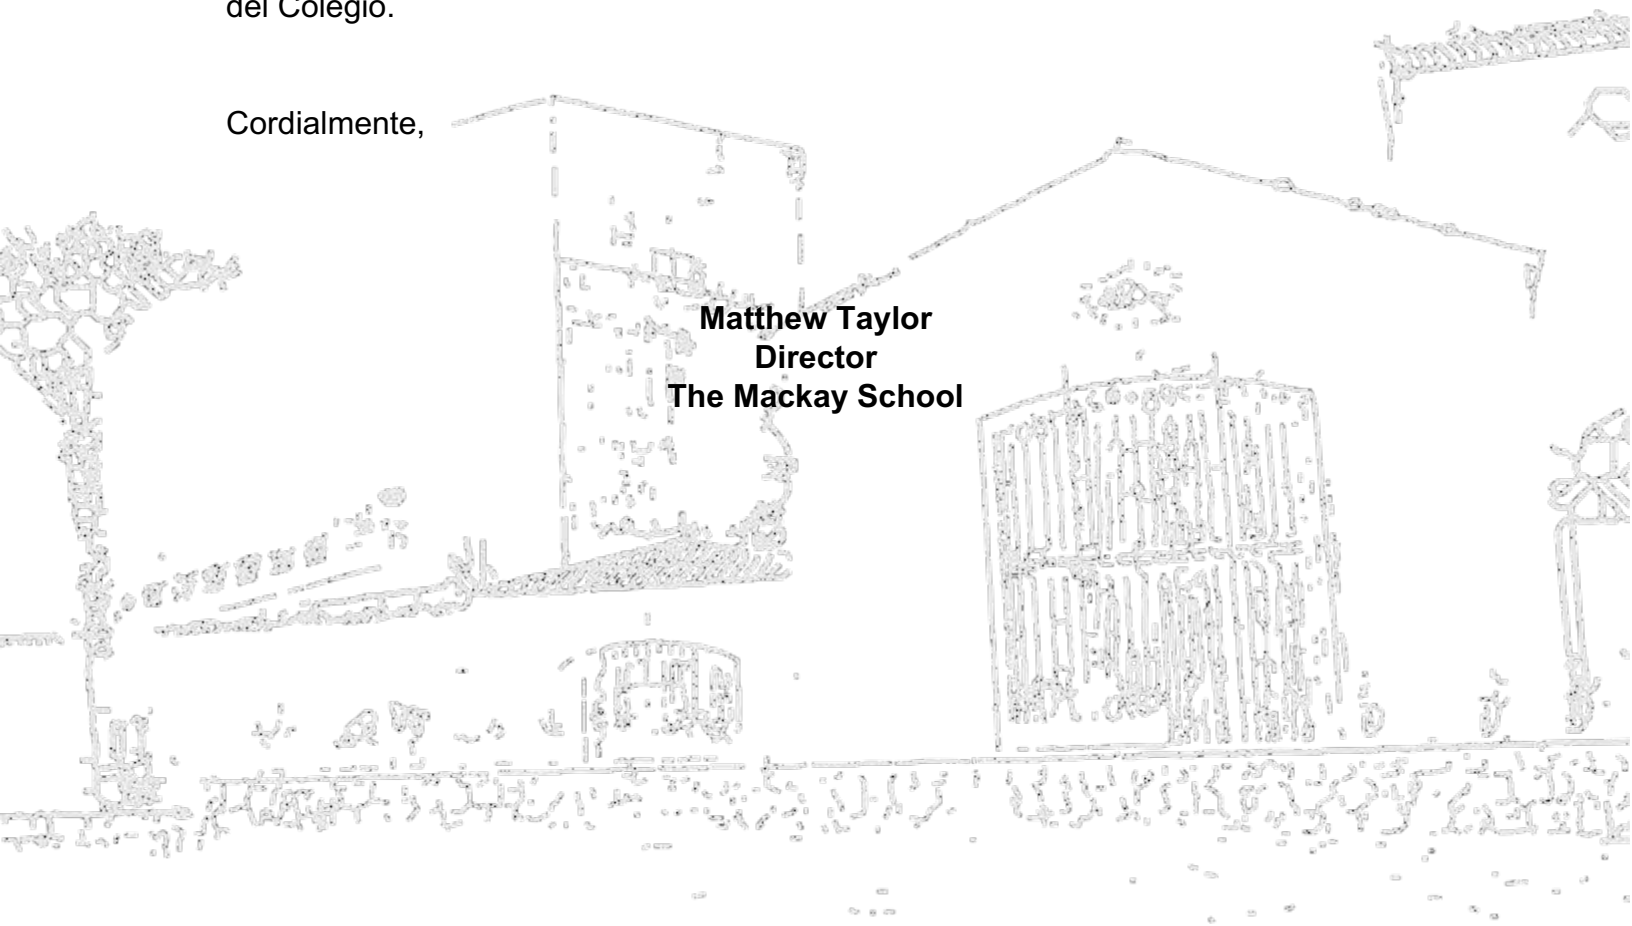 del Colegio.
Cordialmente,
Matthew Taylor
Director
The Mackay School